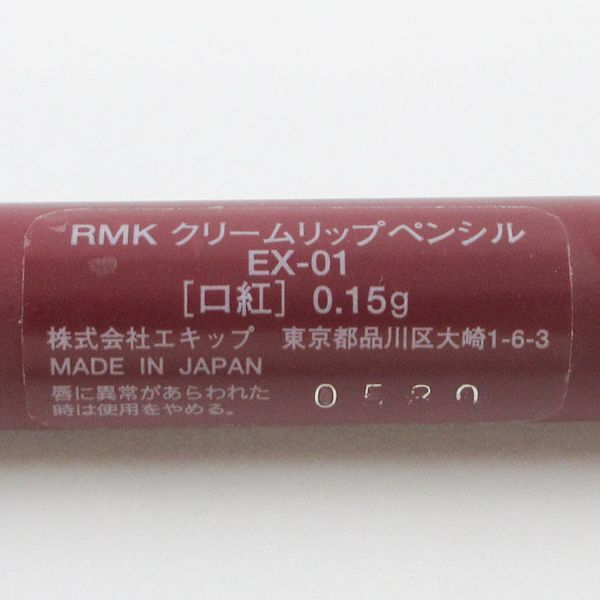 RMK クリームリップペンシル
EX-01
[口紅] 0.15g
株式会社エキップ 東京都品川区大崎1-6-3
MADE IN JAPAN
唇に異常があらわれた
時は使用をやめる。
0520